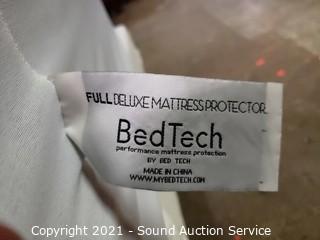 FULL DELUXE MATTRESS PROTECTOR
BedTech
performance mattress protection
BY BED TECH
MADE IN CHINA
WWW.MYBEDTECH.COM
Copyright 2021 - Sound Auction Service